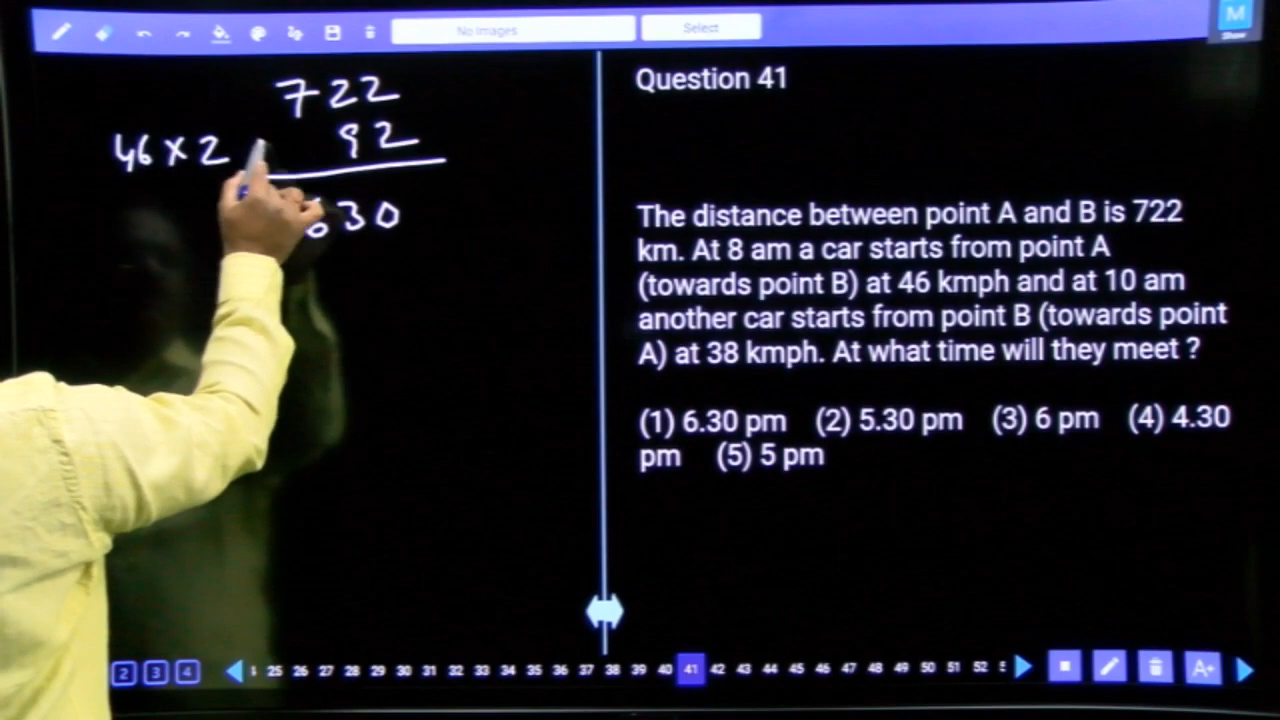 No Images
Select
M
Show
722
46 x 2
92
630
Question 41
The distance between point A and B is 722
km. At 8 am a car starts from point A
(towards point B) at 46 kmph and at 10 am
another car starts from point B (towards point
A) at 38 kmph. At what time will they meet ?
(1) 6.30 pm (2) 5.30 pm (3) 6 pm (4) 4.30
pm (5) 5 pm
2 3 4 25 26 27 28 29 30 31 32 33 34 35 36 37 38 39 40 41 42 43 44 45 46 47 48 49 50 51 52 A+